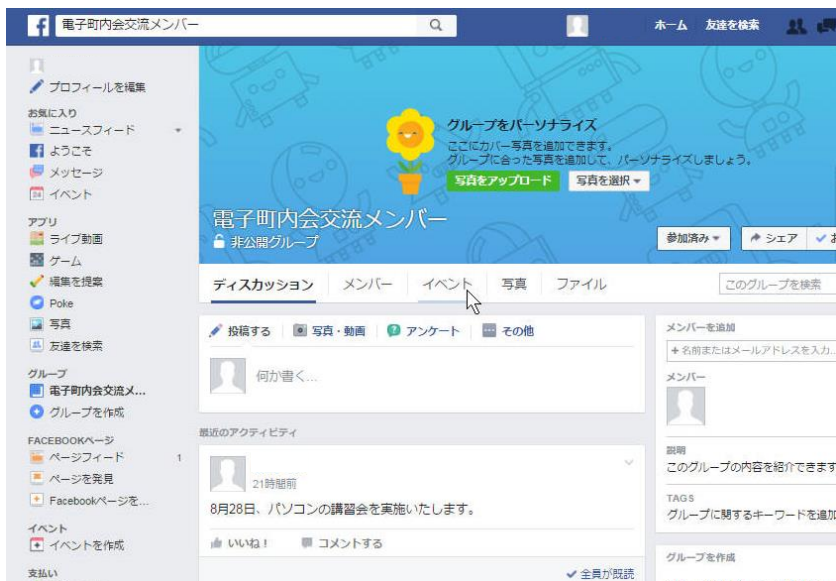 電子町内会交流メンバー
ホーム 友達を検索
プロフィールを編集
お気に入り
ニュースフィード
ようこそ
メッセージ
24 イベント
アプリ
ライブ動画
ゲーム
編集を提案
Poke
写真
友達を検索
グループ
電子町内会交流メ...
グループを作成
FACEBOOKページ
ページフィード 1
ページを発見
Facebookページを...
イベント
イベントを作成
支払い
グループをパーソナライズ
ここにカバー写真を追加できます。
グループに合った写真を追加して、パーソナライズしましょう。
写真をアップロード 写真を選択
電子町内会交流メンバー
非公開グループ
参加済み シェア お
ディスカッション メンバー イベント 写真 ファイル
このグループを検索
投稿する 写真・動画 アンケート その他
何か書く...
最近のアクティビティ
21時間前
8月28日、パソコンの講習会を実施いたします。
いいね! コメントする
全員が既読
メンバーを追加
+ 名前またはメールアドレスを入力...
メンバー
説明
このグループの内容を紹介できます
TAGS
グループに関するキーワードを追加
グループを作成